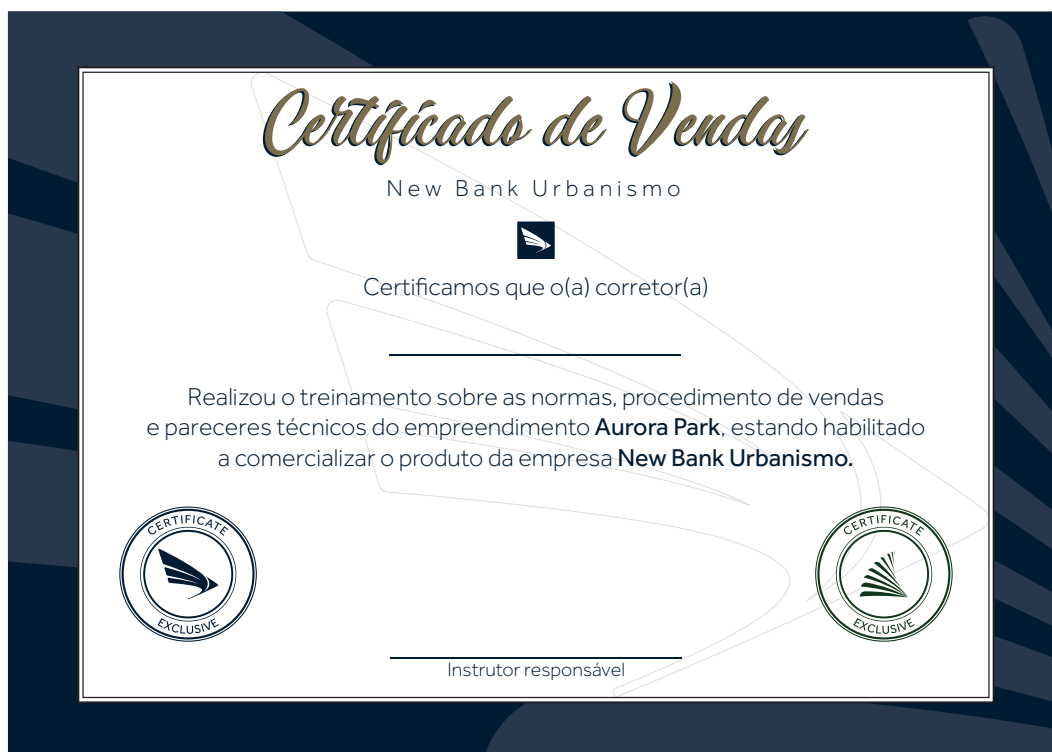 Certificado de Vendas
New Bank Urbanismo
Certificamos que o(a) corretor(a)
Realizou o treinamento sobre as normas, procedimento de vendas
e pareceres técnicos do empreendimento Aurora Park, estando habilitado
a comercializar o produto da empresa New Bank Urbanismo.
CERTIFICATE
EXCLUSIVE
CERTIFICATE
EXCLUSIVE
Instrutor responsável